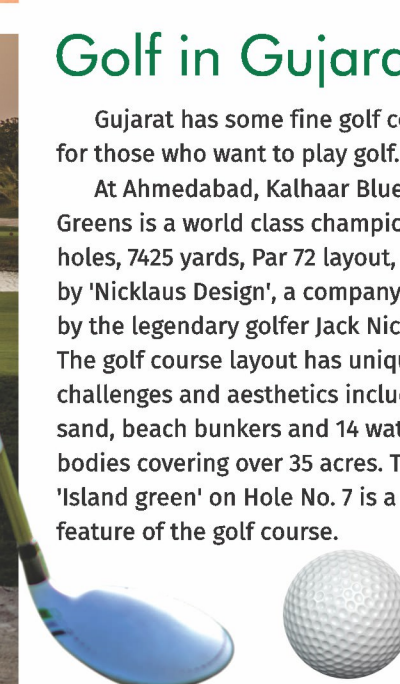 Golf in Gujara
Gujarat has some fine golf c
for those who want to play golf.
At Ahmedabad, Kalhaar Blue
Greens is a world class champio
holes, 7425 yards, Par 72 layout,
by 'Nicklaus Design', a company
by the legendary golfer Jack Nic
The golf course layout has uniqu
challenges and aesthetics includ
sand, beach bunkers and 14 wat
bodies covering over 35 acres. T
'Island green' on Hole No. 7 is a
feature of the golf course.